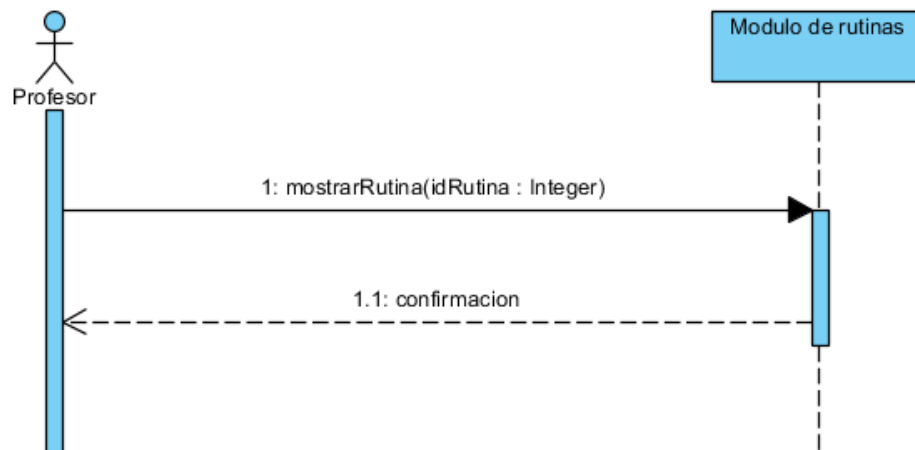 Modulo de rutinas
Profesor
1: mostrarRutina(idRutina : Integer)
1.1: confirmacion